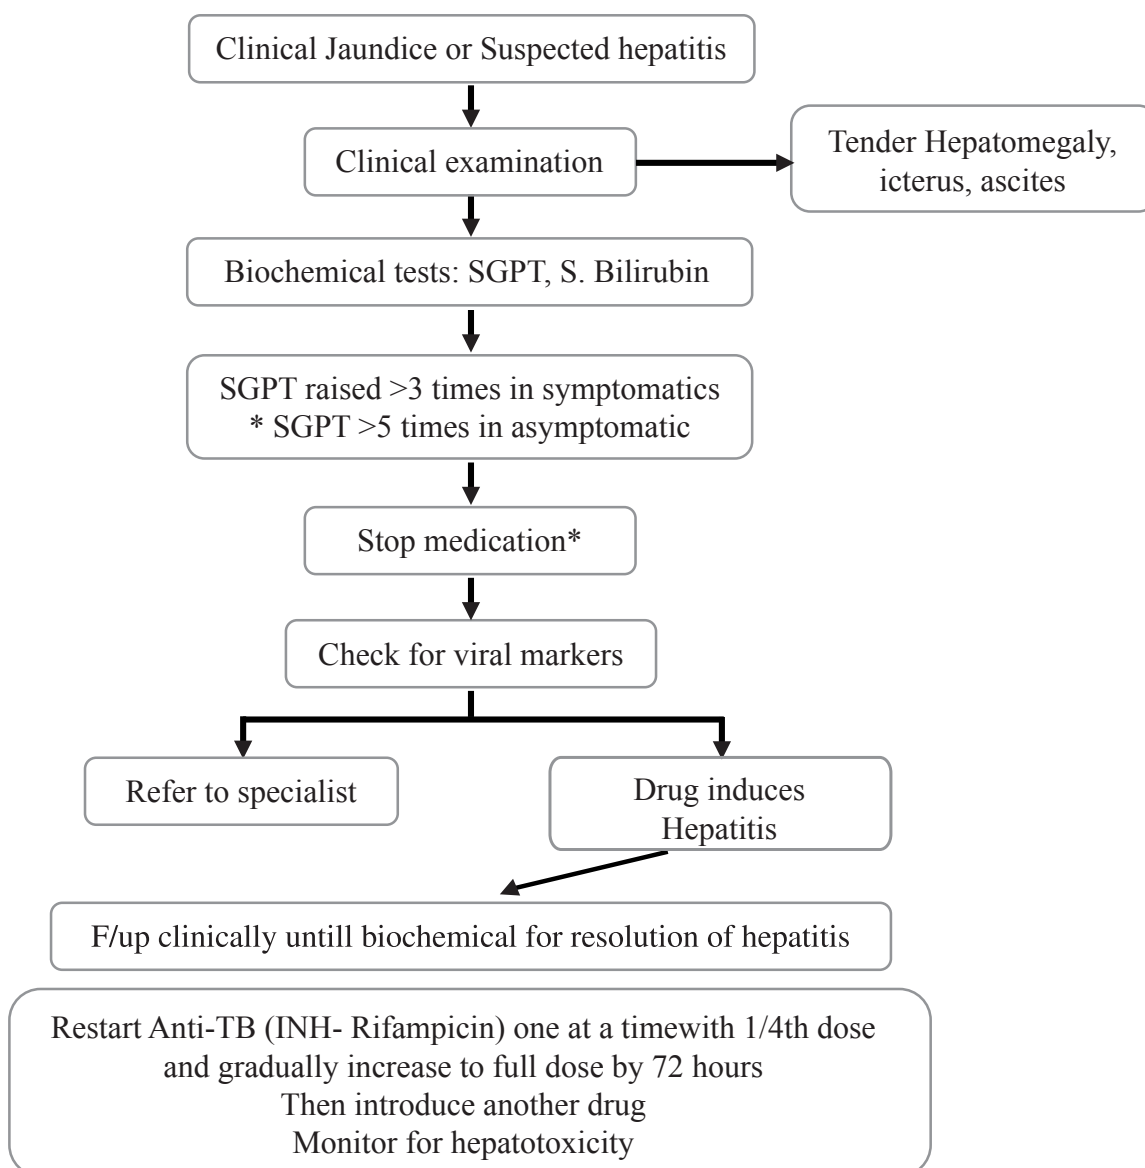 Clinical Jaundice or Suspected hepatitis
Clinical examination
Tender Hepatomegaly,
icterus, ascites
Biochemical tests: SGPT, S. Bilirubin
SGPT raised >3 times in symptomatics
* SGPT >5 times in asymptomatic
Stop medication*
Check for viral markers
Refer to specialist
Drug induces
Hepatitis
F/up clinically untill biochemical for resolution of hepatitis
Restart Anti-TB (INH- Rifampicin) one at a timewith 1/4th dose
and gradually increase to full dose by 72 hours
Then introduce another drug
Monitor for hepatotoxicity